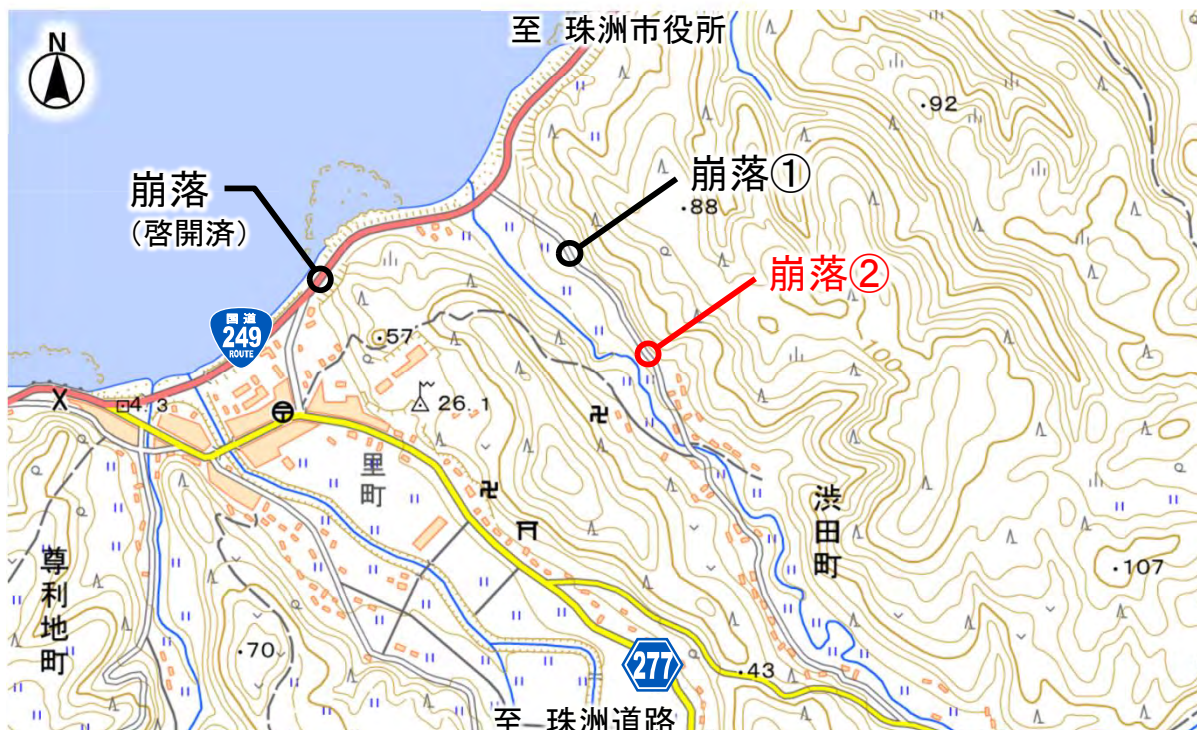 至 珠洲市役所
N
・92
崩落①
崩落
(啓開済)
・88
崩落②
国道
249
ROUTE
・57
100
4.3
26.1
里町
渋田町
尊利地町
・107
・70
277
・43
至 珠洲道路